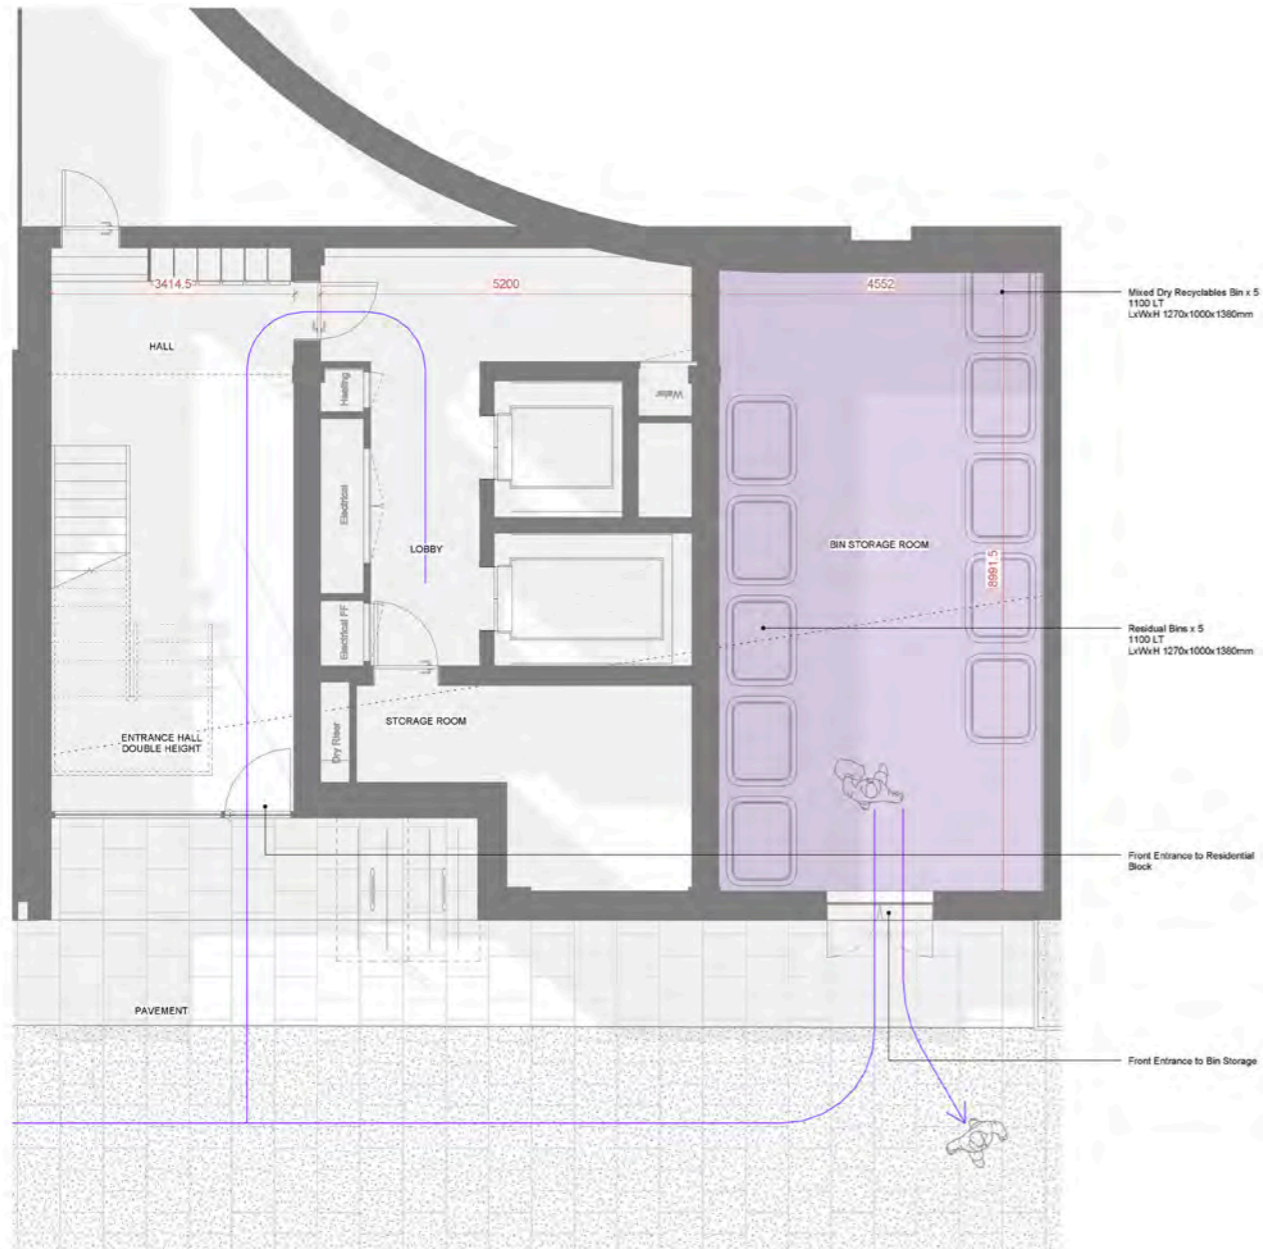 3414.5
5200
4552
Mixed Dry Recyclables Bin x 5
1100 LT
LxWxH 1270x1000x1380mm
HALL
Heating
Water
Electrical
BIN STORAGE ROOM
LOBBY
8991.5
Electrical FF
Residual Bins x 5
1100 LT
LxWxH 1270x1000x1380mm
STORAGE ROOM
Dry Riser
ENTRANCE HALL
DOUBLE HEIGHT
Front Entrance to Residential
Block
PAVEMENT
Front Entrance to Bin Storage